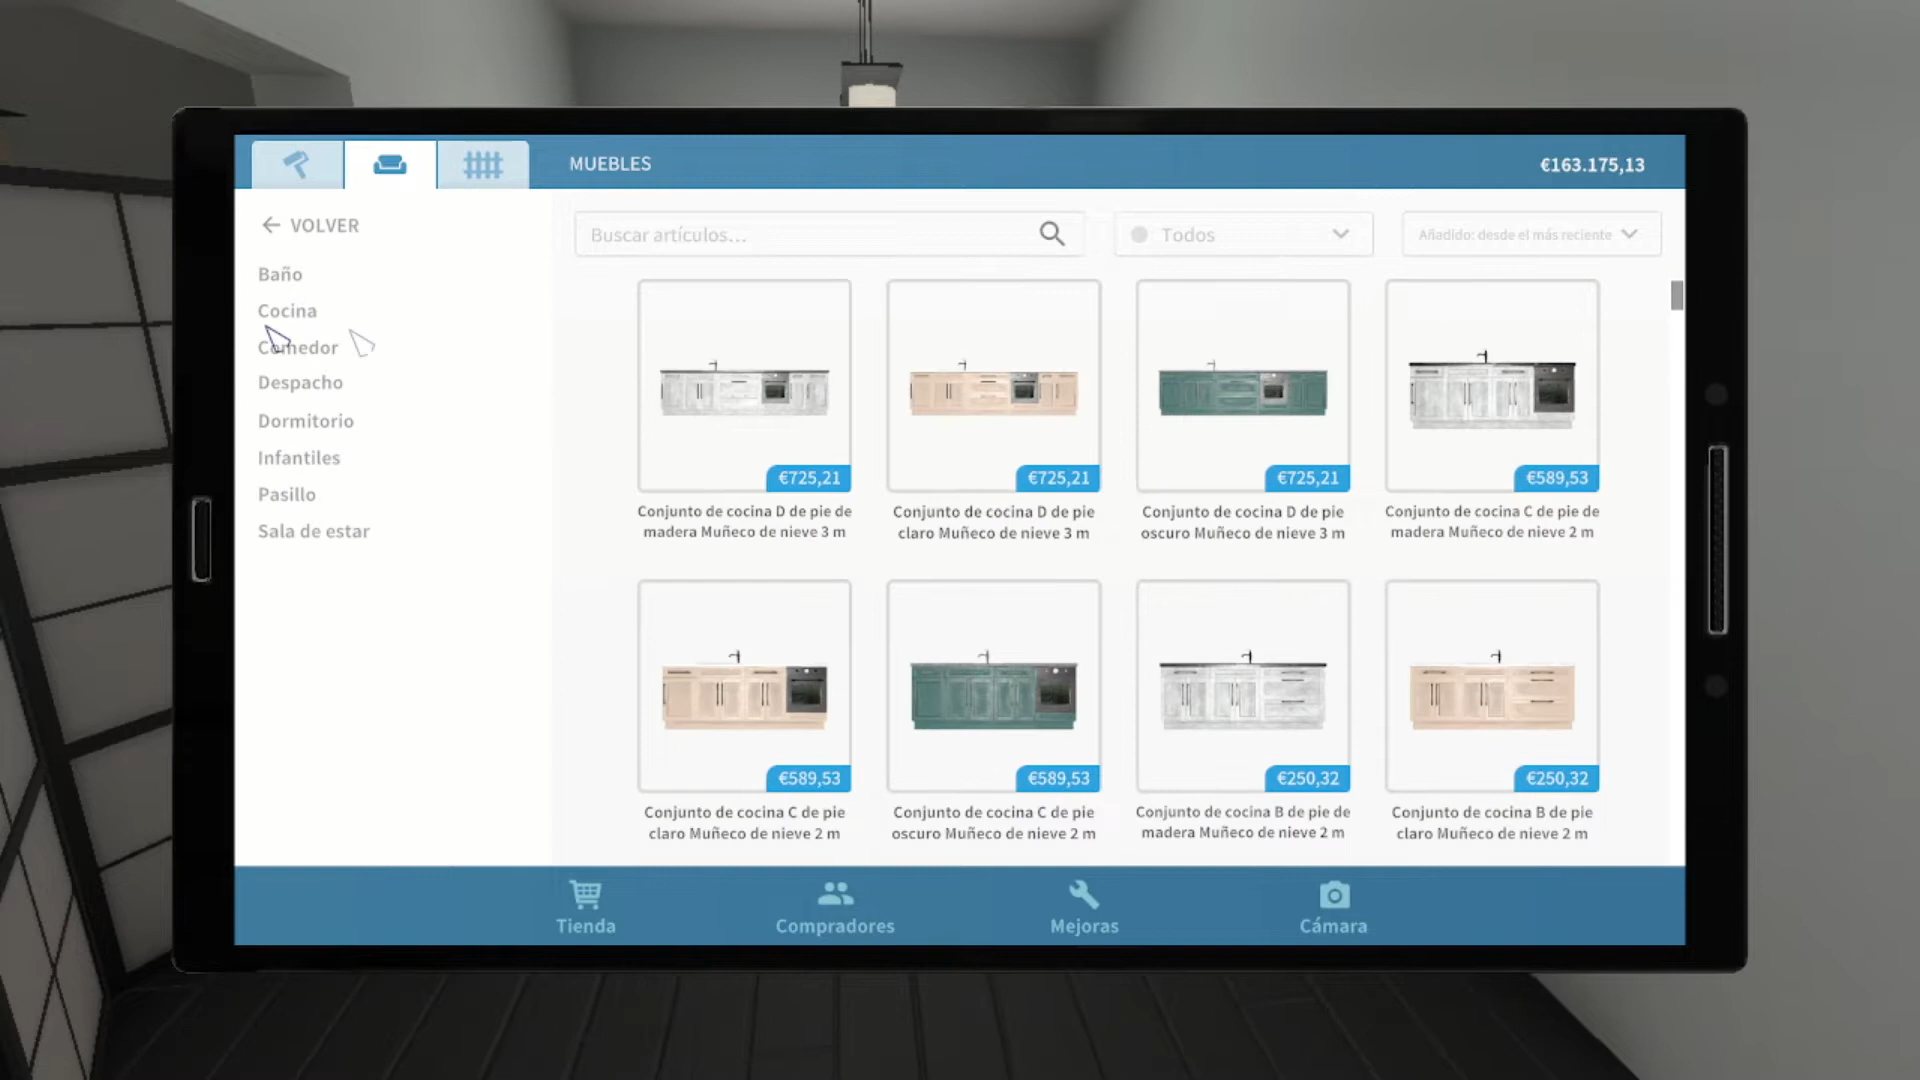 MUEBLES
€163.175,13
VOLVER
Buscar artículos...
Todos
Añadido: desde el más reciente
Baño
Cocina
Comedor
Despacho
Dormitorio
Infantiles
Pasillo
Sala de estar
€725,21
€725,21
€725,21
€589,53
Conjunto de cocina D de pie de
madera Muñeco de nieve 3 m
Conjunto de cocina D de pie
claro Muñeco de nieve 3 m
Conjunto de cocina D de pie
oscuro Muñeco de nieve 3 m
Conjunto de cocina C de pie de
madera Muñeco de nieve 2 m
€589,53
€589,53
€250,32
€250,32
Conjunto de cocina C de pie
claro Muñeco de nieve 2 m
Conjunto de cocina C de pie
oscuro Muñeco de nieve 2 m
Conjunto de cocina B de pie de
madera Muñeco de nieve 2 m
Conjunto de cocina B de pie
claro Muñeco de nieve 2 m
Tienda
Compradores
Mejoras
Cámara